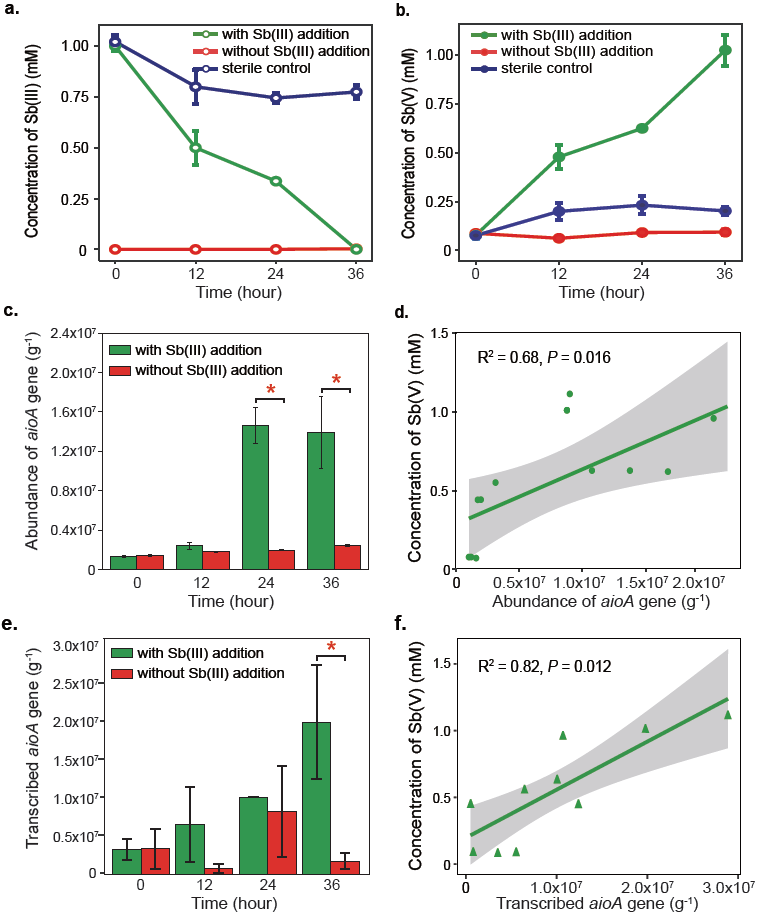 a.
with Sb(III) addition
without Sb(III) addition
sterile control
Concentration of Sb(III) (mM)
1.00
0.75
0.50
0.25
0
0 12 24 36
Time (hour)
b.
with Sb(III) addition
without Sb(III) addition
sterile control
Concentration of Sb(V) (mM)
1.00
0.75
0.50
0.25
0
0 12 24 36
Time (hour)
c.
with Sb(III) addition
without Sb(III) addition
Abundance of aioA gene (g⁻¹)
2.4x10⁷
2.0x10⁷
1.6x10⁷
1.2x10⁷
0.8x10⁷
0.4x10⁷
0
* *
0 12 24 36
Time (hour)
d.
R² = 0.68, P = 0.016
Concentration of Sb(V) (mM)
1.5
1.0
0.5
0
0 0.5x10⁷ 1.0x10⁷ 1.5x10⁷ 2.0x10⁷
Abundance of aioA gene (g⁻¹)
e.
with Sb(III) addition
without Sb(III) addition
Transcribed aioA gene (g⁻¹)
3.0x10⁷
2.5x10⁷
2.0x10⁷
1.5x10⁷
1.0x10⁷
0.5x10⁷
0
*
0 12 24 36
Time (hour)
f.
R² = 0.82, P = 0.012
Concentration of Sb(V) (mM)
1.5
1.0
0.5
0
0 1.0x10⁷ 2.0x10⁷ 3.0x10⁷
Transcribed aioA gene (g⁻¹)